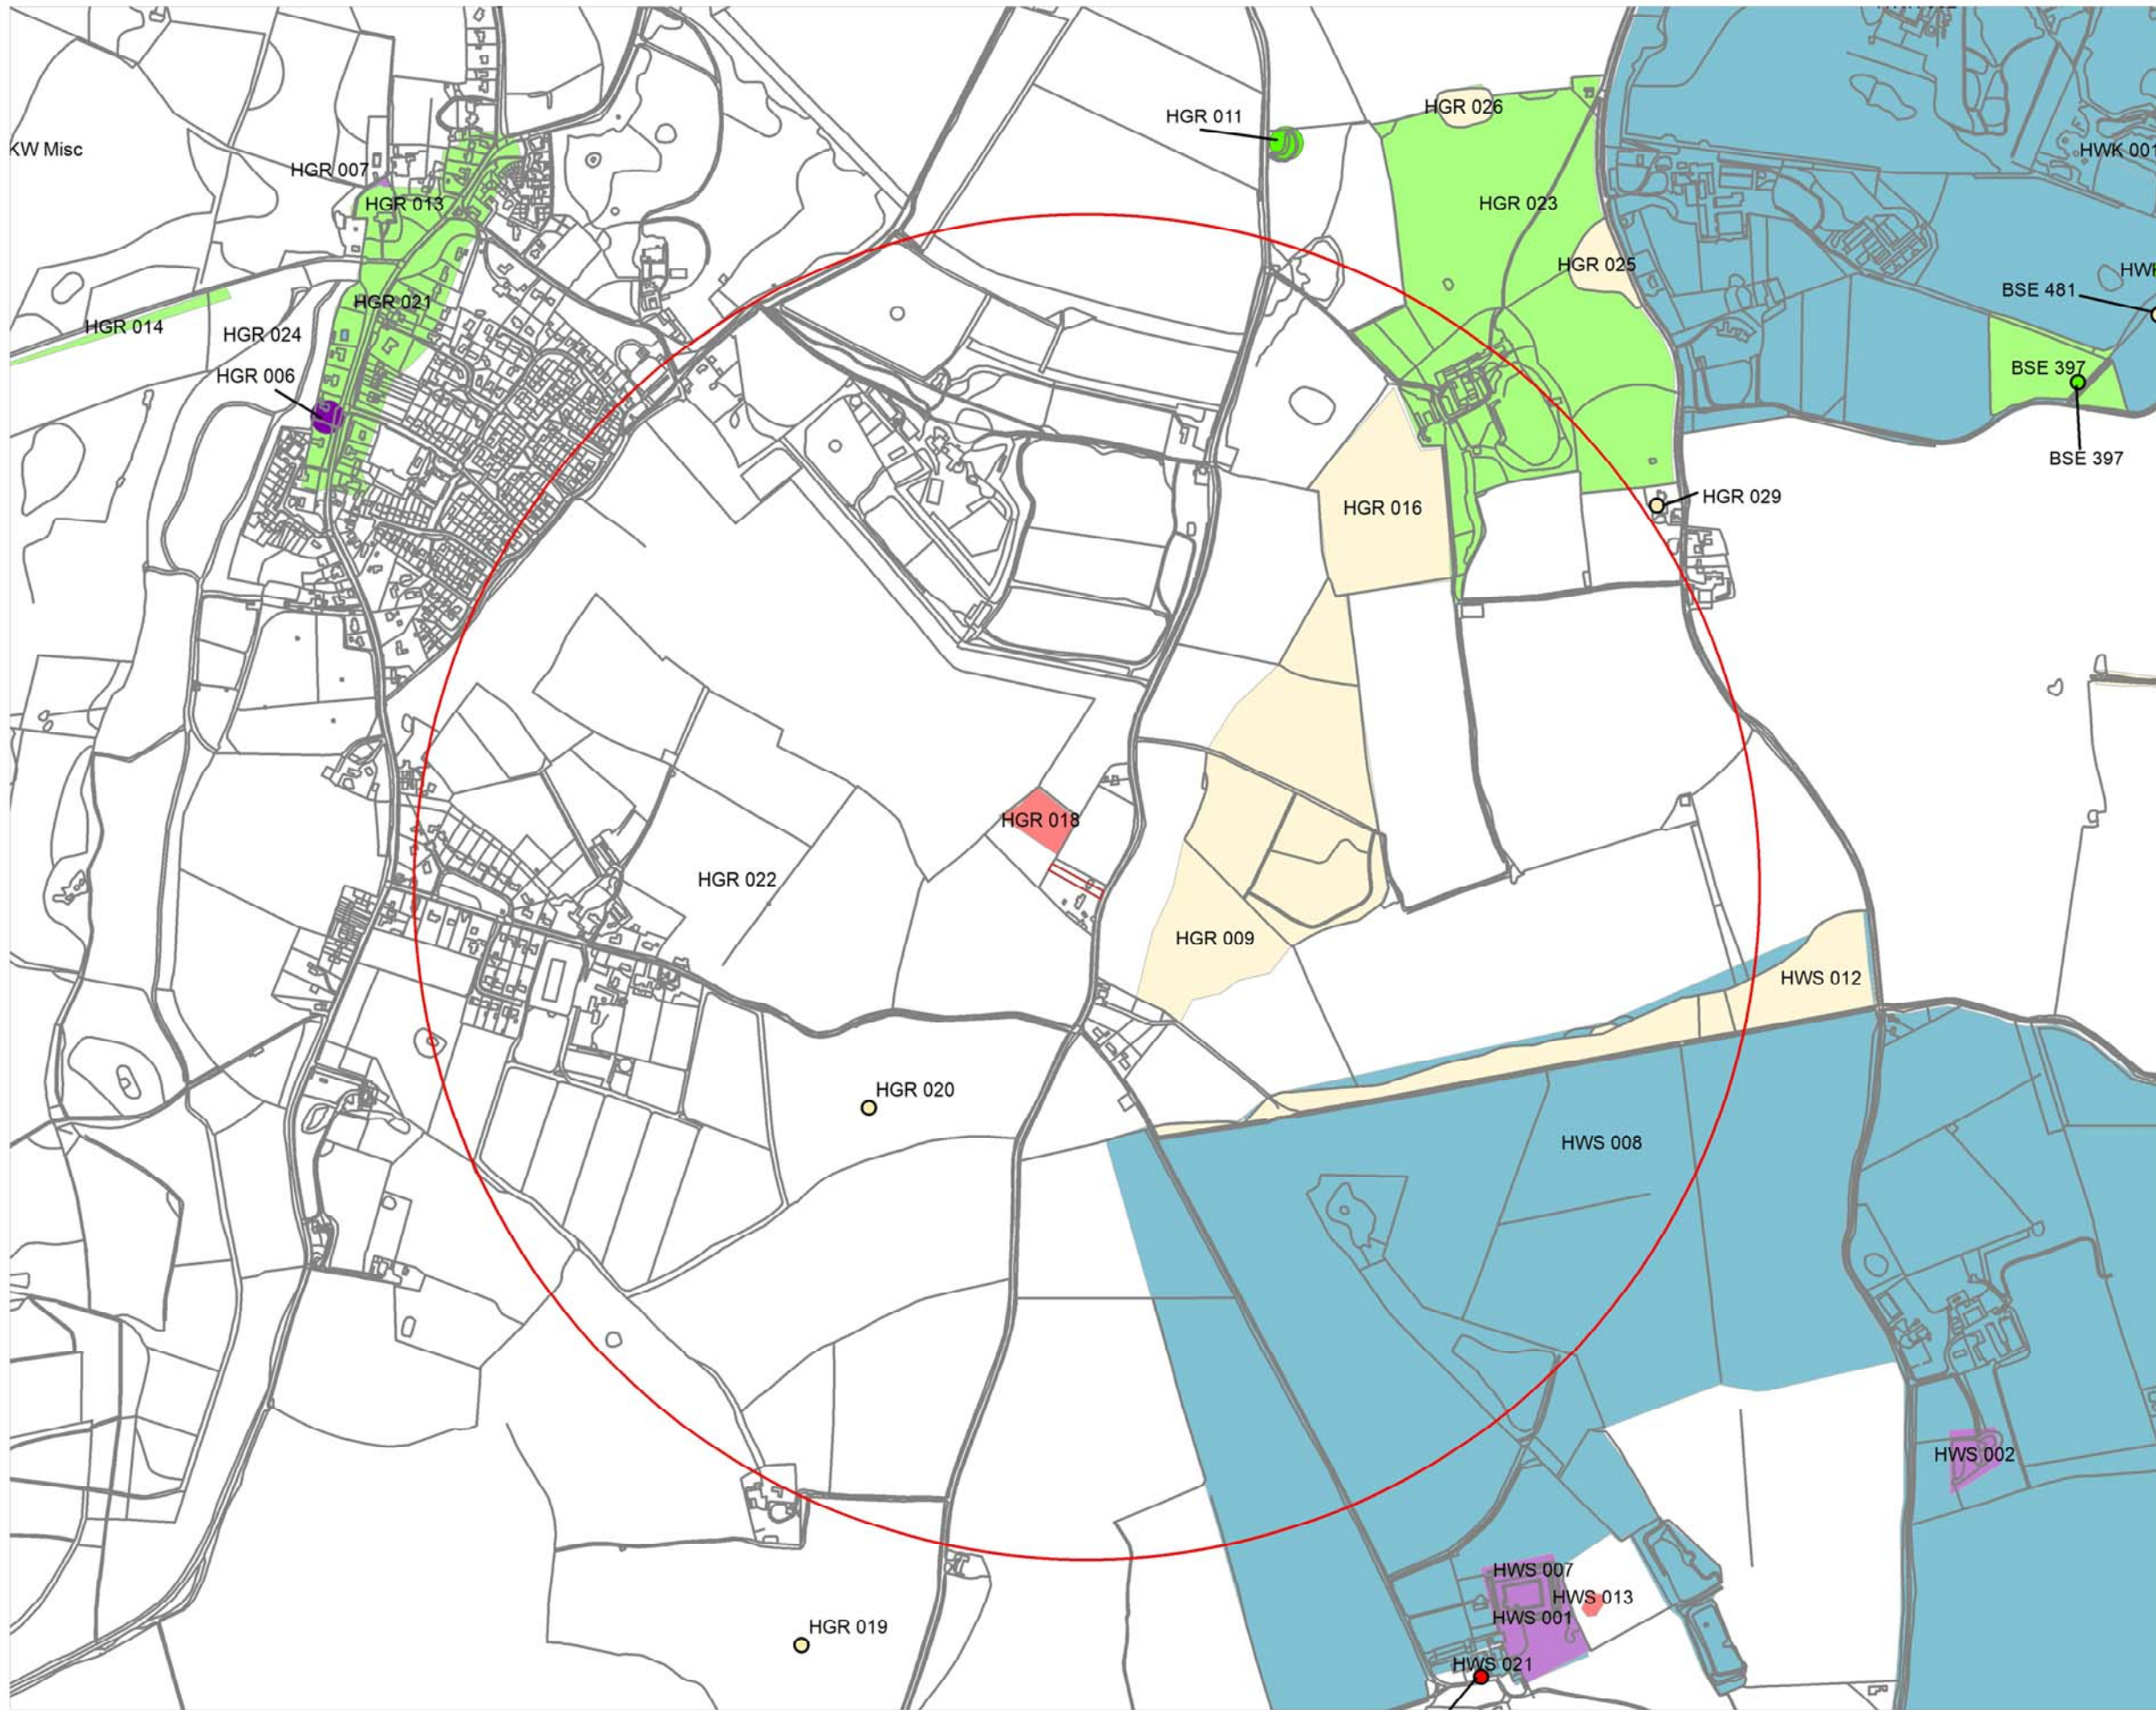 HGR 011
HGR 026
KW Misc
HWK 001
HGR 007
HGR 013
HGR 023
HGR 025
HGR 021
BSE 481
HGR 014
HGR 024
HGR 006
BSE 397
BSE 397
HGR 029
HGR 016
HGR 018
HGR 022
HGR 009
HWS 012
HGR 020
HWS 008
HWS 002
HWS 007
HWS 013
HWS 001
HGR 019
HWS 021